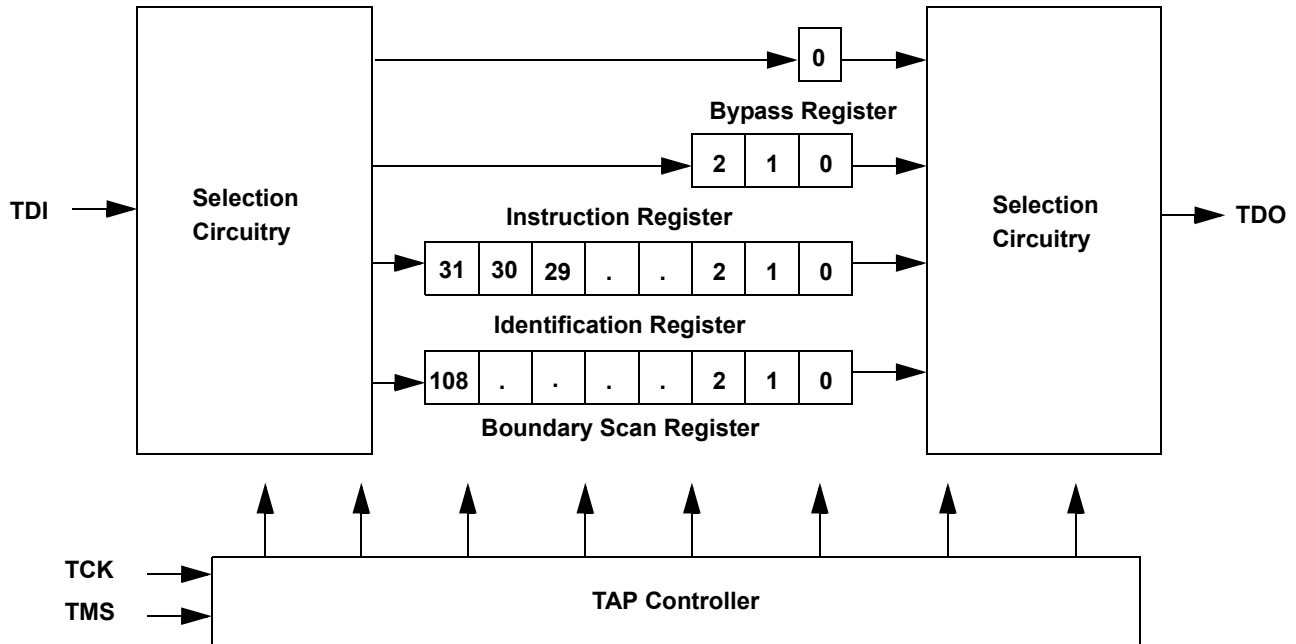 0
Bypass Register
2 1 0
Selection
Circuitry
Selection
Circuitry
TDI
TDO
Instruction Register
31 30 29 . . 2 1 0
Identification Register
108 . . . . 2 1 0
Boundary Scan Register
TCK
TMS
TAP Controller